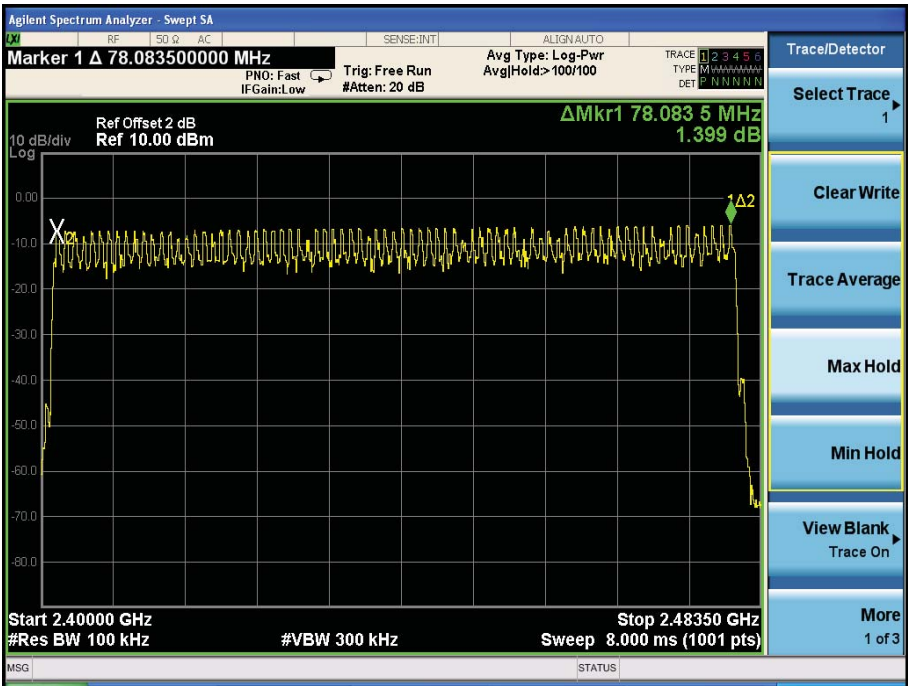 Agilent Spectrum Analyzer - Swept SA
LXI RF 50 Ω AC SENSE:INT ALIGN AUTO
Marker 1 Δ 78.083500000 MHz
PNO: Fast
IFGain:Low
Trig: Free Run
#Atten: 20 dB
Avg Type: Log-Pwr
Avg|Hold:>100/100
TRACE 1 2 3 4 5 6
TYPE M
DET P N N N N N
ΔMkr1 78.083 5 MHz
1.399 dB
Ref Offset 2 dB
10 dB/div Ref 10.00 dBm
Log
0.00
-10.0
-20.0
-30.0
-40.0
-50.0
-60.0
-70.0
-80.0
1Δ2
Start 2.40000 GHz Stop 2.48350 GHz
#Res BW 100 kHz #VBW 300 kHz Sweep 8.000 ms (1001 pts)
MSG STATUS
Trace/Detector
Select Trace
1
Clear Write
Trace Average
Max Hold
Min Hold
View Blank
Trace On
More
1 of 3